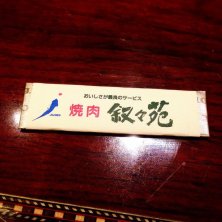 おいしさが最良のサービス
焼肉 叙々苑